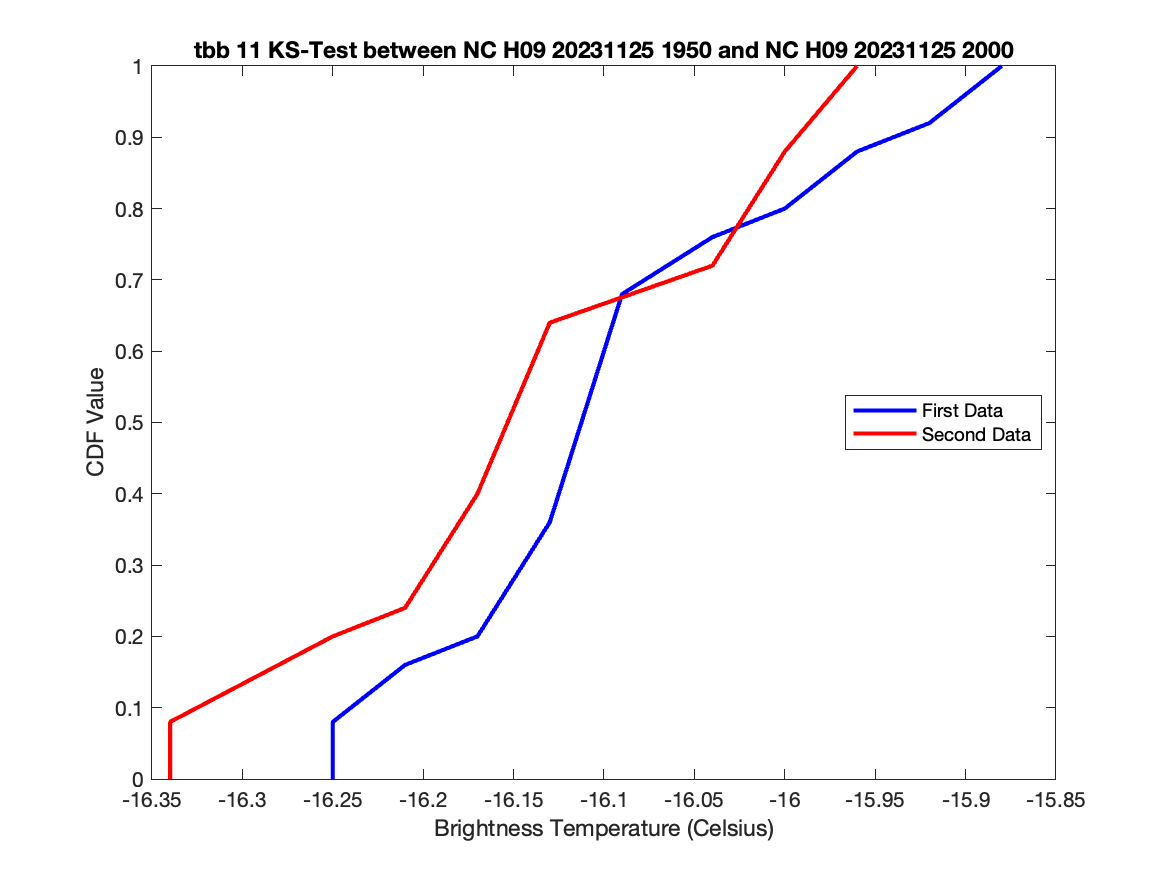 tbb 11 KS-Test between NC H09 20231125 1950 and NC H09 20231125 2000
1
0.9
0.8
0.7
0.6
0.5
0.4
0.3
0.2
0.1
0
CDF Value
First Data
Second Data
-16.35 -16.3 -16.25 -16.2 -16.15 -16.1 -16.05 -16 -15.95 -15.9 -15.85
Brightness Temperature (Celsius)